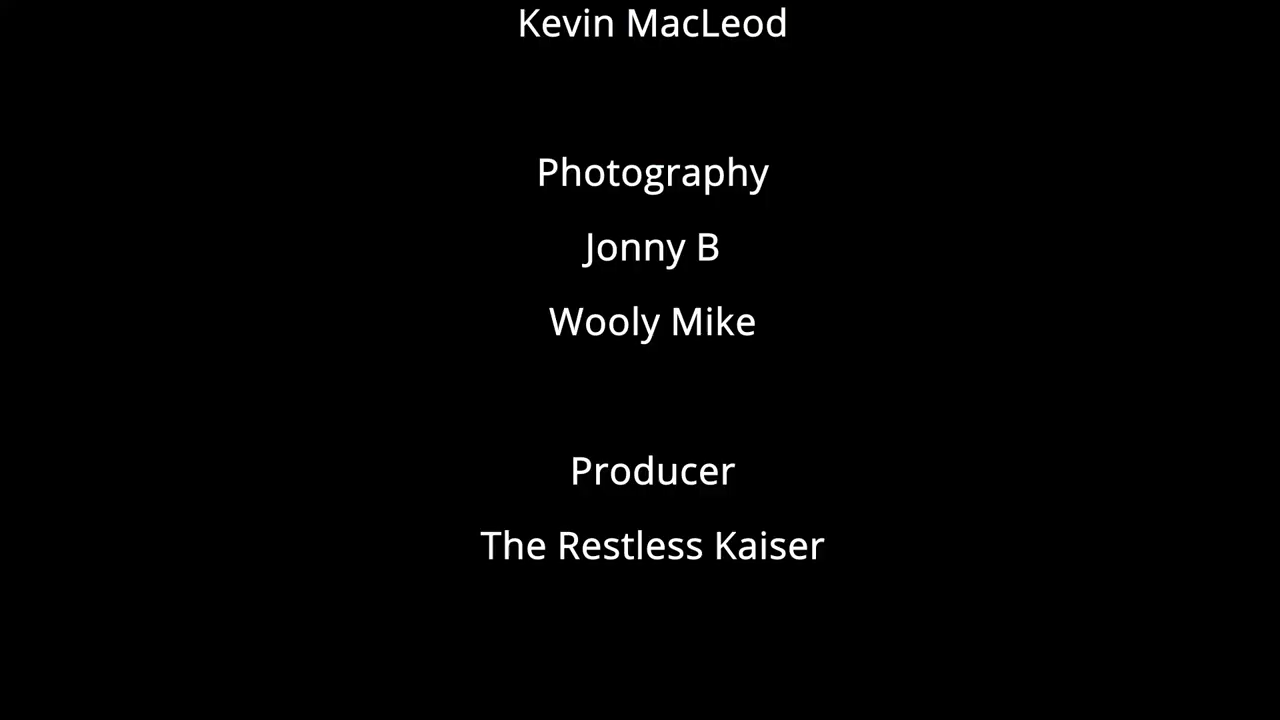 Kevin MacLeod
Photography
Jonny B
Wooly Mike
Producer
The Restless Kaiser